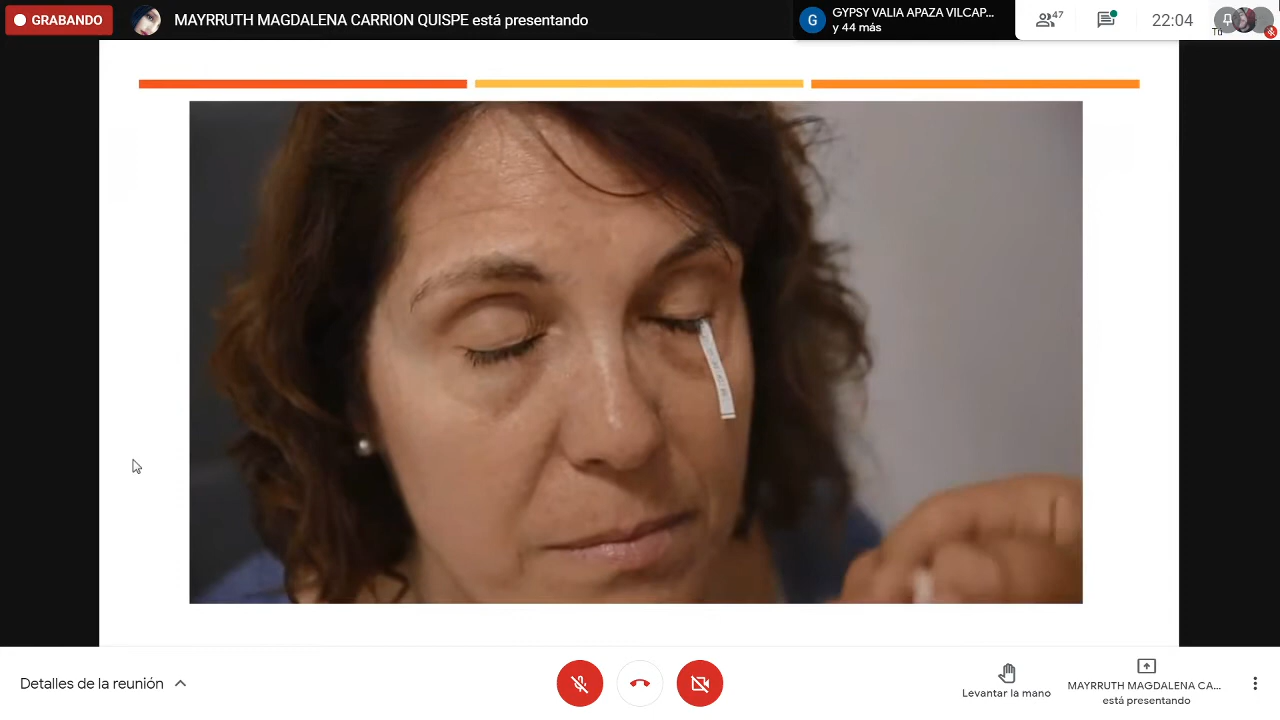 GRABANDO
MAYRRUTH MAGDALENA CARRION QUISPE está presentando
G
GYPSY VALIA APAZA VILCAP...
y 44 más
47
22:04
Tú
Detalles de la reunión
Levantar la mano
MAYRRUTH MAGDALENA CA...
está presentando